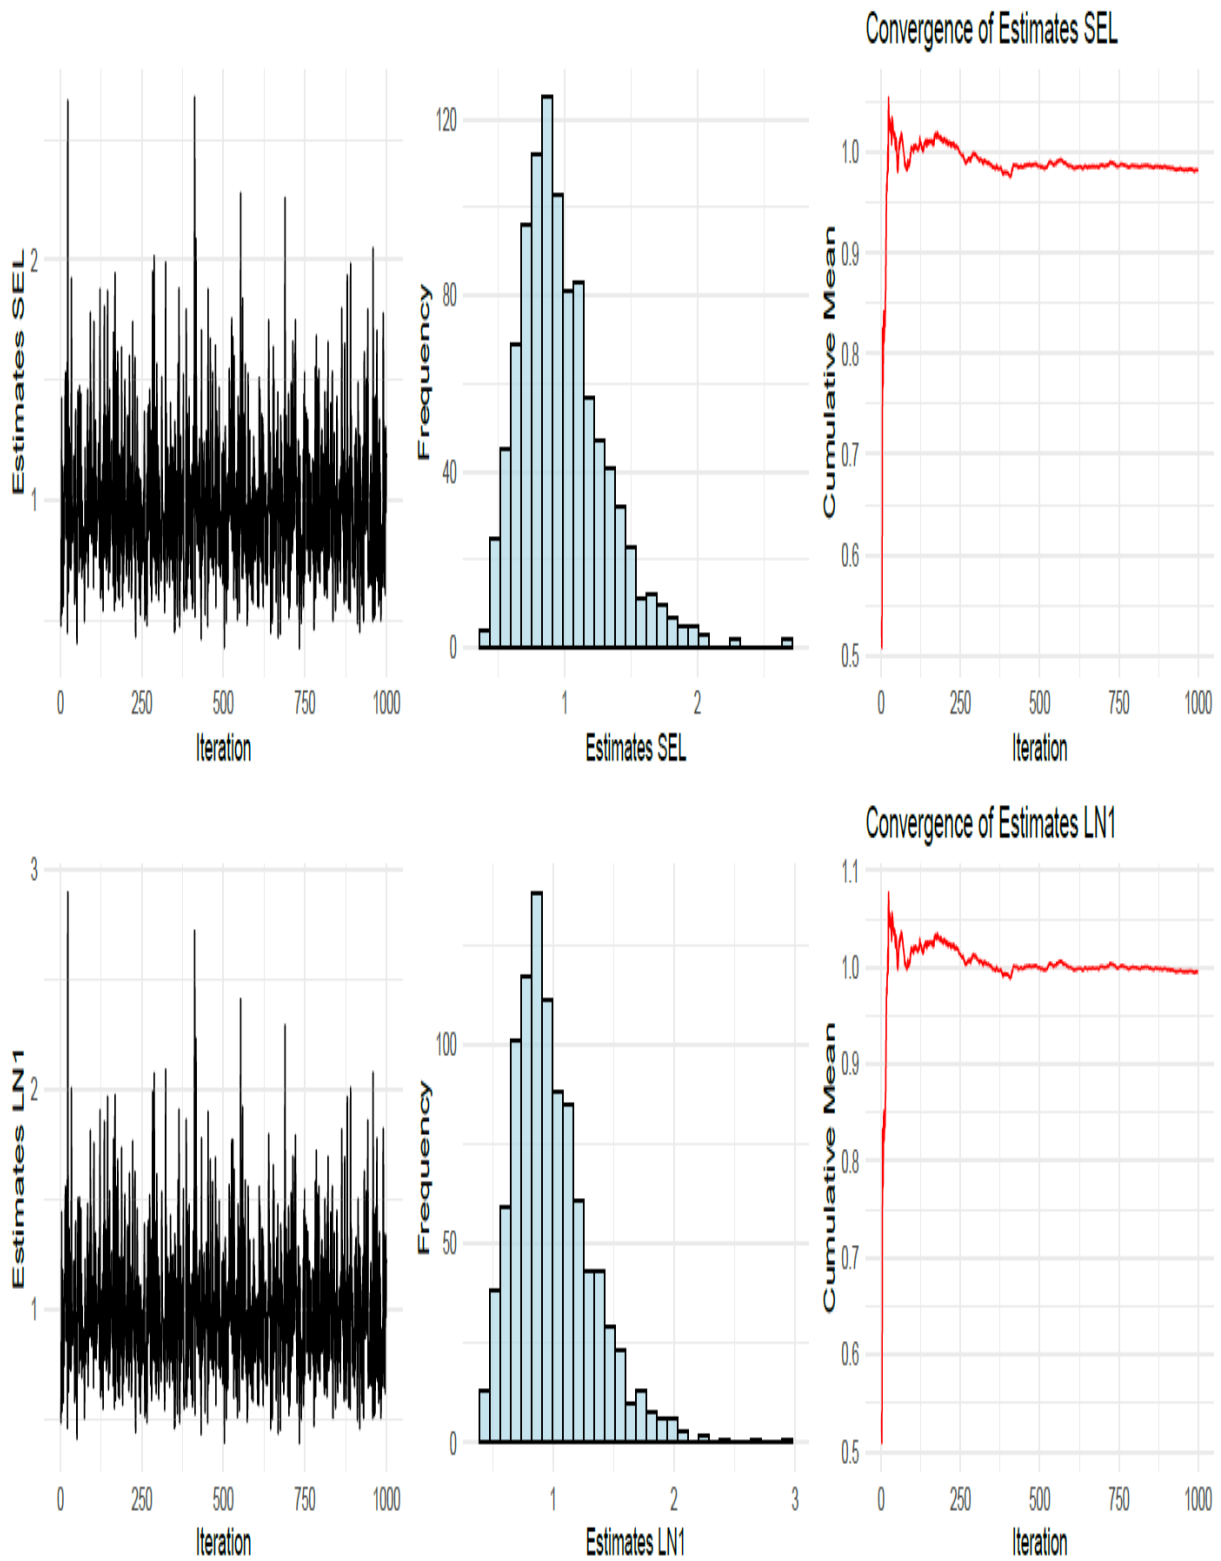 Estimates SEL
2
1
0 250 500 750 1000
Iteration
Frequency
120
80
40
0
1 2
Estimates SEL
Convergence of Estimates SEL
Cumulative Mean
1.0
0.9
0.8
0.7
0.6
0.5
0 250 500 750 1000
Iteration
Estimates LN1
3
2
1
0 250 500 750 1000
Iteration
Frequency
100
50
0
1 2 3
Estimates LN1
Convergence of Estimates LN1
Cumulative Mean
1.1
1.0
0.9
0.8
0.7
0.6
0.5
0 250 500 750 1000
Iteration